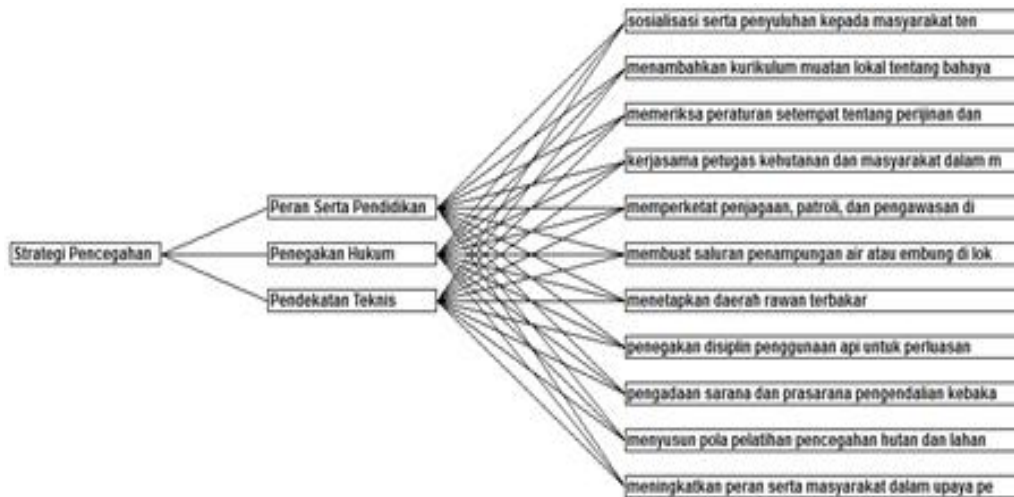 Strategi Pencegahan
Peran Serta Pendidikan
Penegakan Hukum
Pendekatan Teknis
sosialisasi serta penyuluhan kepada masyarakat ten
menambahkan kurikulum muatan lokal tentang bahaya
memeriksa peraturan setempat tentang perijinan dan
kerjasama petugas kehutanan dan masyarakat dalam m
memperketat penjagaan, patroli, dan pengawasan di
membuat saluran penampungan air atau embung di lok
menetapkan daerah rawan terbakar
penegakan disiplin penggunaan api untuk perluasan
pengadaan sarana dan prasarana pengendalian kebaka
menyusun pola pelatihan pencegahan hutan dan lahan
meningkatkan peran serta masyarakat dalam upaya pe